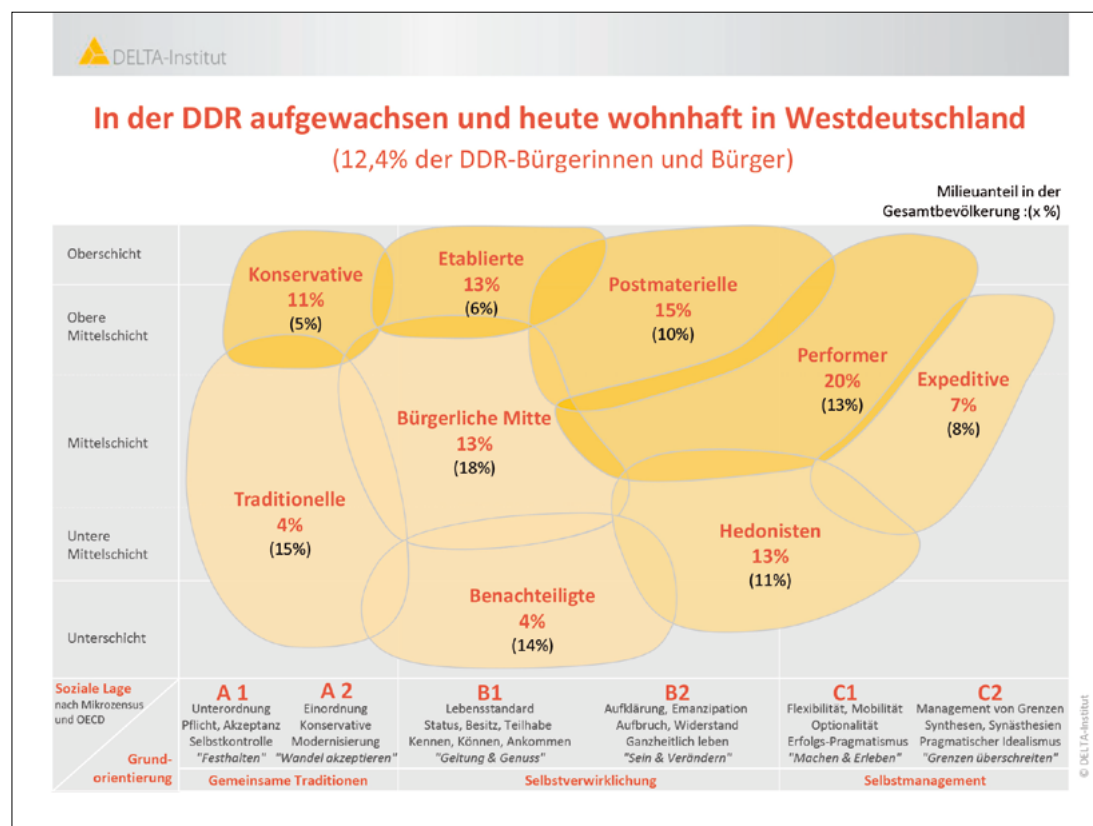 DELTA-Institut
In der DDR aufgewachsen und heute wohnhaft in Westdeutschland
(12,4% der DDR-Bürgerinnen und Bürger)
Milieuanteil in der
Gesamtbevölkerung :(x %)
Oberschicht
Obere
Mittelschicht
Mittelschicht
Untere
Mittelschicht
Unterschicht
Konservative
11%
(5%)
Etablierte
13%
(6%)
Postmaterielle
15%
(10%)
Performer
20%
(13%)
Expeditive
7%
(8%)
Bürgerliche Mitte
13%
(18%)
Traditionelle
4%
(15%)
Hedonisten
13%
(11%)
Benachteiligte
4%
(14%)
Soziale Lage
nach Mikrozensus
und OECD
Grund-
orientierung
A 1
Unterordnung
Pflicht, Akzeptanz
Selbstkontrolle
"Festhalten"
A 2
Einordnung
Konservative
Modernisierung
"Wandel akzeptieren"
B1
Lebensstandard
Status, Besitz, Teilhabe
Kennen, Können, Ankommen
"Geltung & Genuss"
B2
Aufklärung, Emanzipation
Aufbruch, Widerstand
Ganzheitlich leben
"Sein & Verändern"
C1
Flexibilität, Mobilität
Optionalität
Erfolgs-Pragmatismus
"Machen & Erleben"
C2
Management von Grenzen
Synthesen, Synästhesien
Pragmatischer Idealismus
"Grenzen überschreiten"
Gemeinsame Traditionen
Selbstverwirklichung
Selbstmanagement
© DELTA-Institut